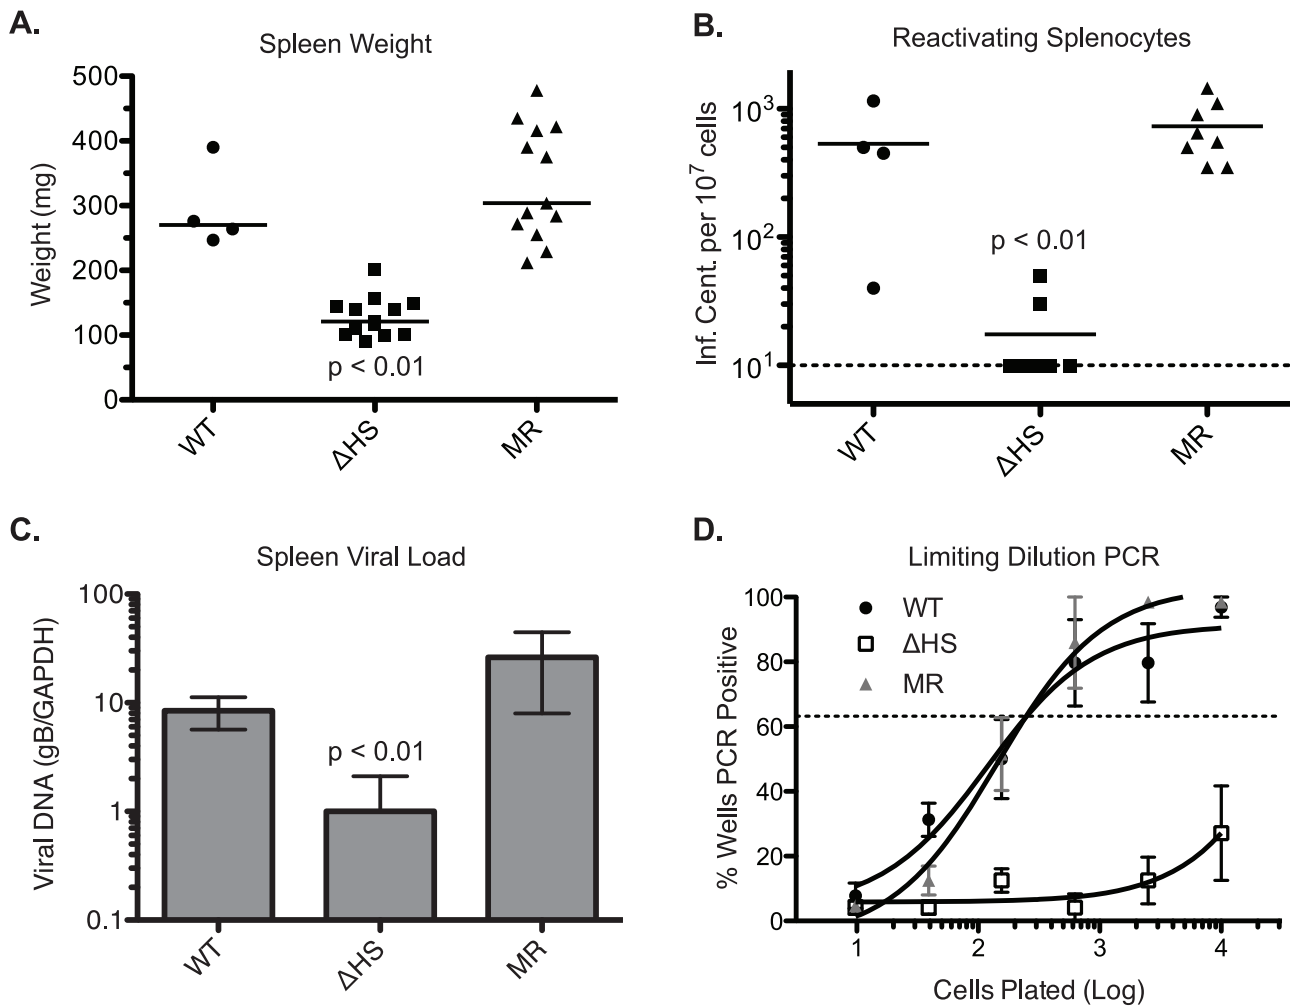 A.
Spleen Weight
Weight (mg)
500
400
300
200
100
0
p < 0.01
WT
ΔHS
MR
B.
Reactivating Splenocytes
Inf. Cent. per 10⁷ cells
10³
10²
10¹
p < 0.01
WT
ΔHS
MR
C.
Spleen Viral Load
Viral DNA (gB/GAPDH)
100
10
1
0.1
p < 0.01
WT
ΔHS
MR
D.
Limiting Dilution PCR
% Wells PCR Positive
100
80
60
40
20
0
WT
ΔHS
MR
1 2 3 4
Cells Plated (Log)